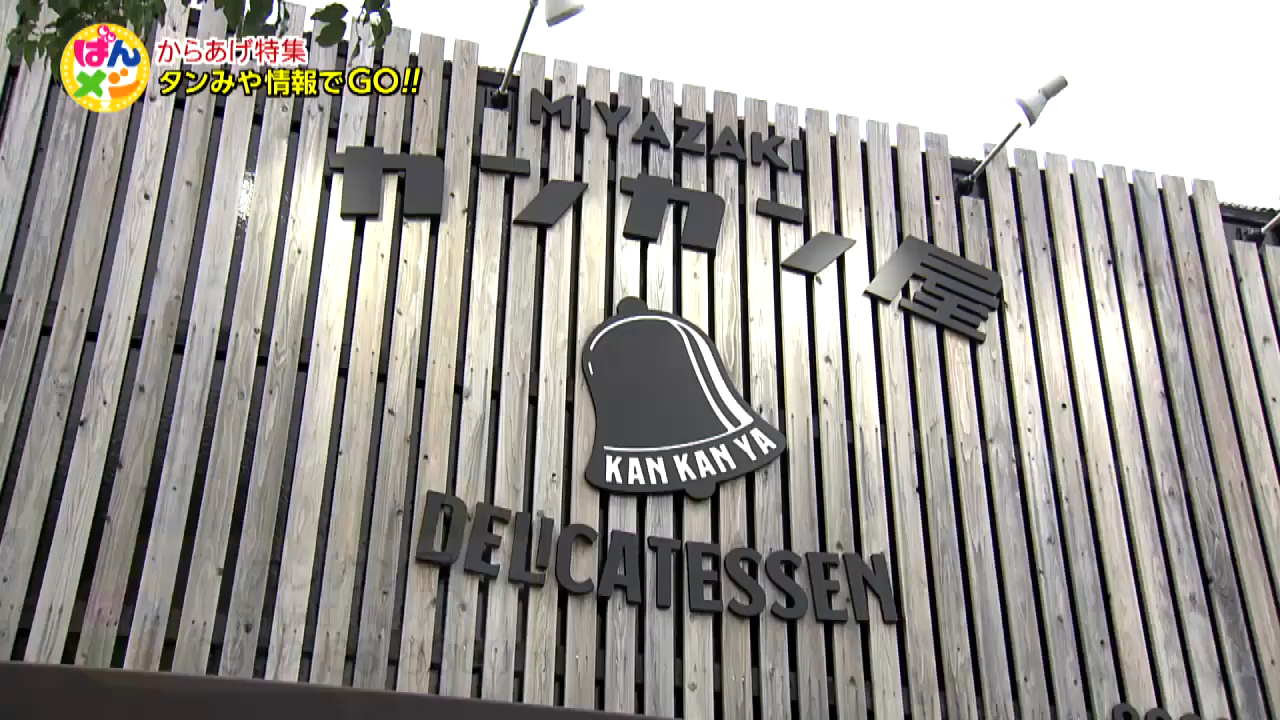 ばん
メシ
からあげ特集
タンみや情報でGO!!
MIYAZAKI
カンカン屋
KAN KAN YA
DELICATESSEN